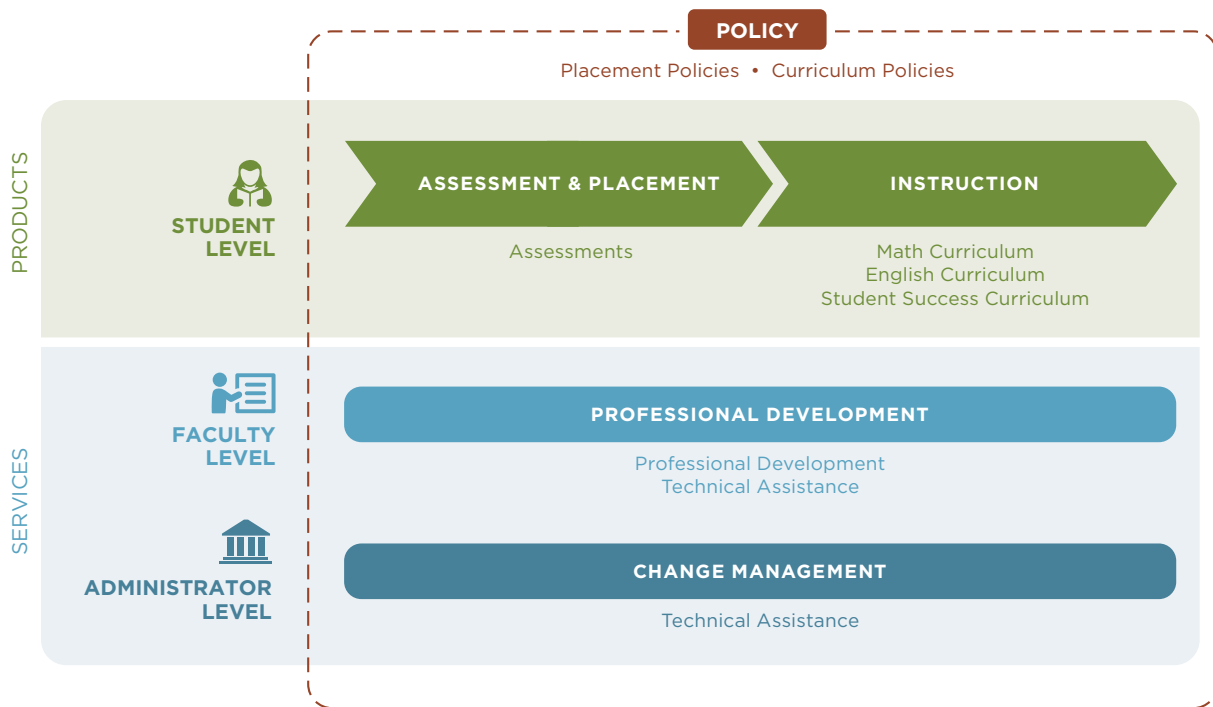 POLICY
Placement Policies • Curriculum Policies
PRODUCTS
STUDENT
LEVEL
ASSESSMENT & PLACEMENT
Assessments
INSTRUCTION
Math Curriculum
English Curriculum
Student Success Curriculum
SERVICES
FACULTY
LEVEL
PROFESSIONAL DEVELOPMENT
Professional Development
Technical Assistance
ADMINISTRATOR
LEVEL
CHANGE MANAGEMENT
Technical Assistance